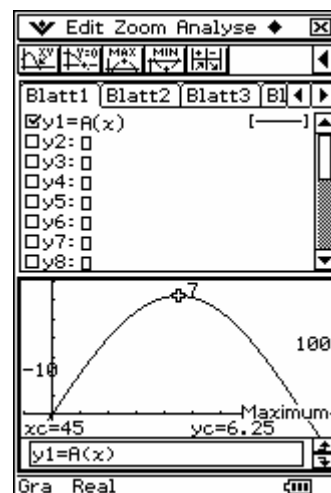 Edit Zoom Analyse
Blatt1 Blatt2 Blatt3 Bl
y1=A(x) [—]
y2:
y3:
y4:
y5:
y6:
y7:
y8:
7
-10 100
Maximum
xc=45 yc=6.25
y1=A(x)
Gra Real